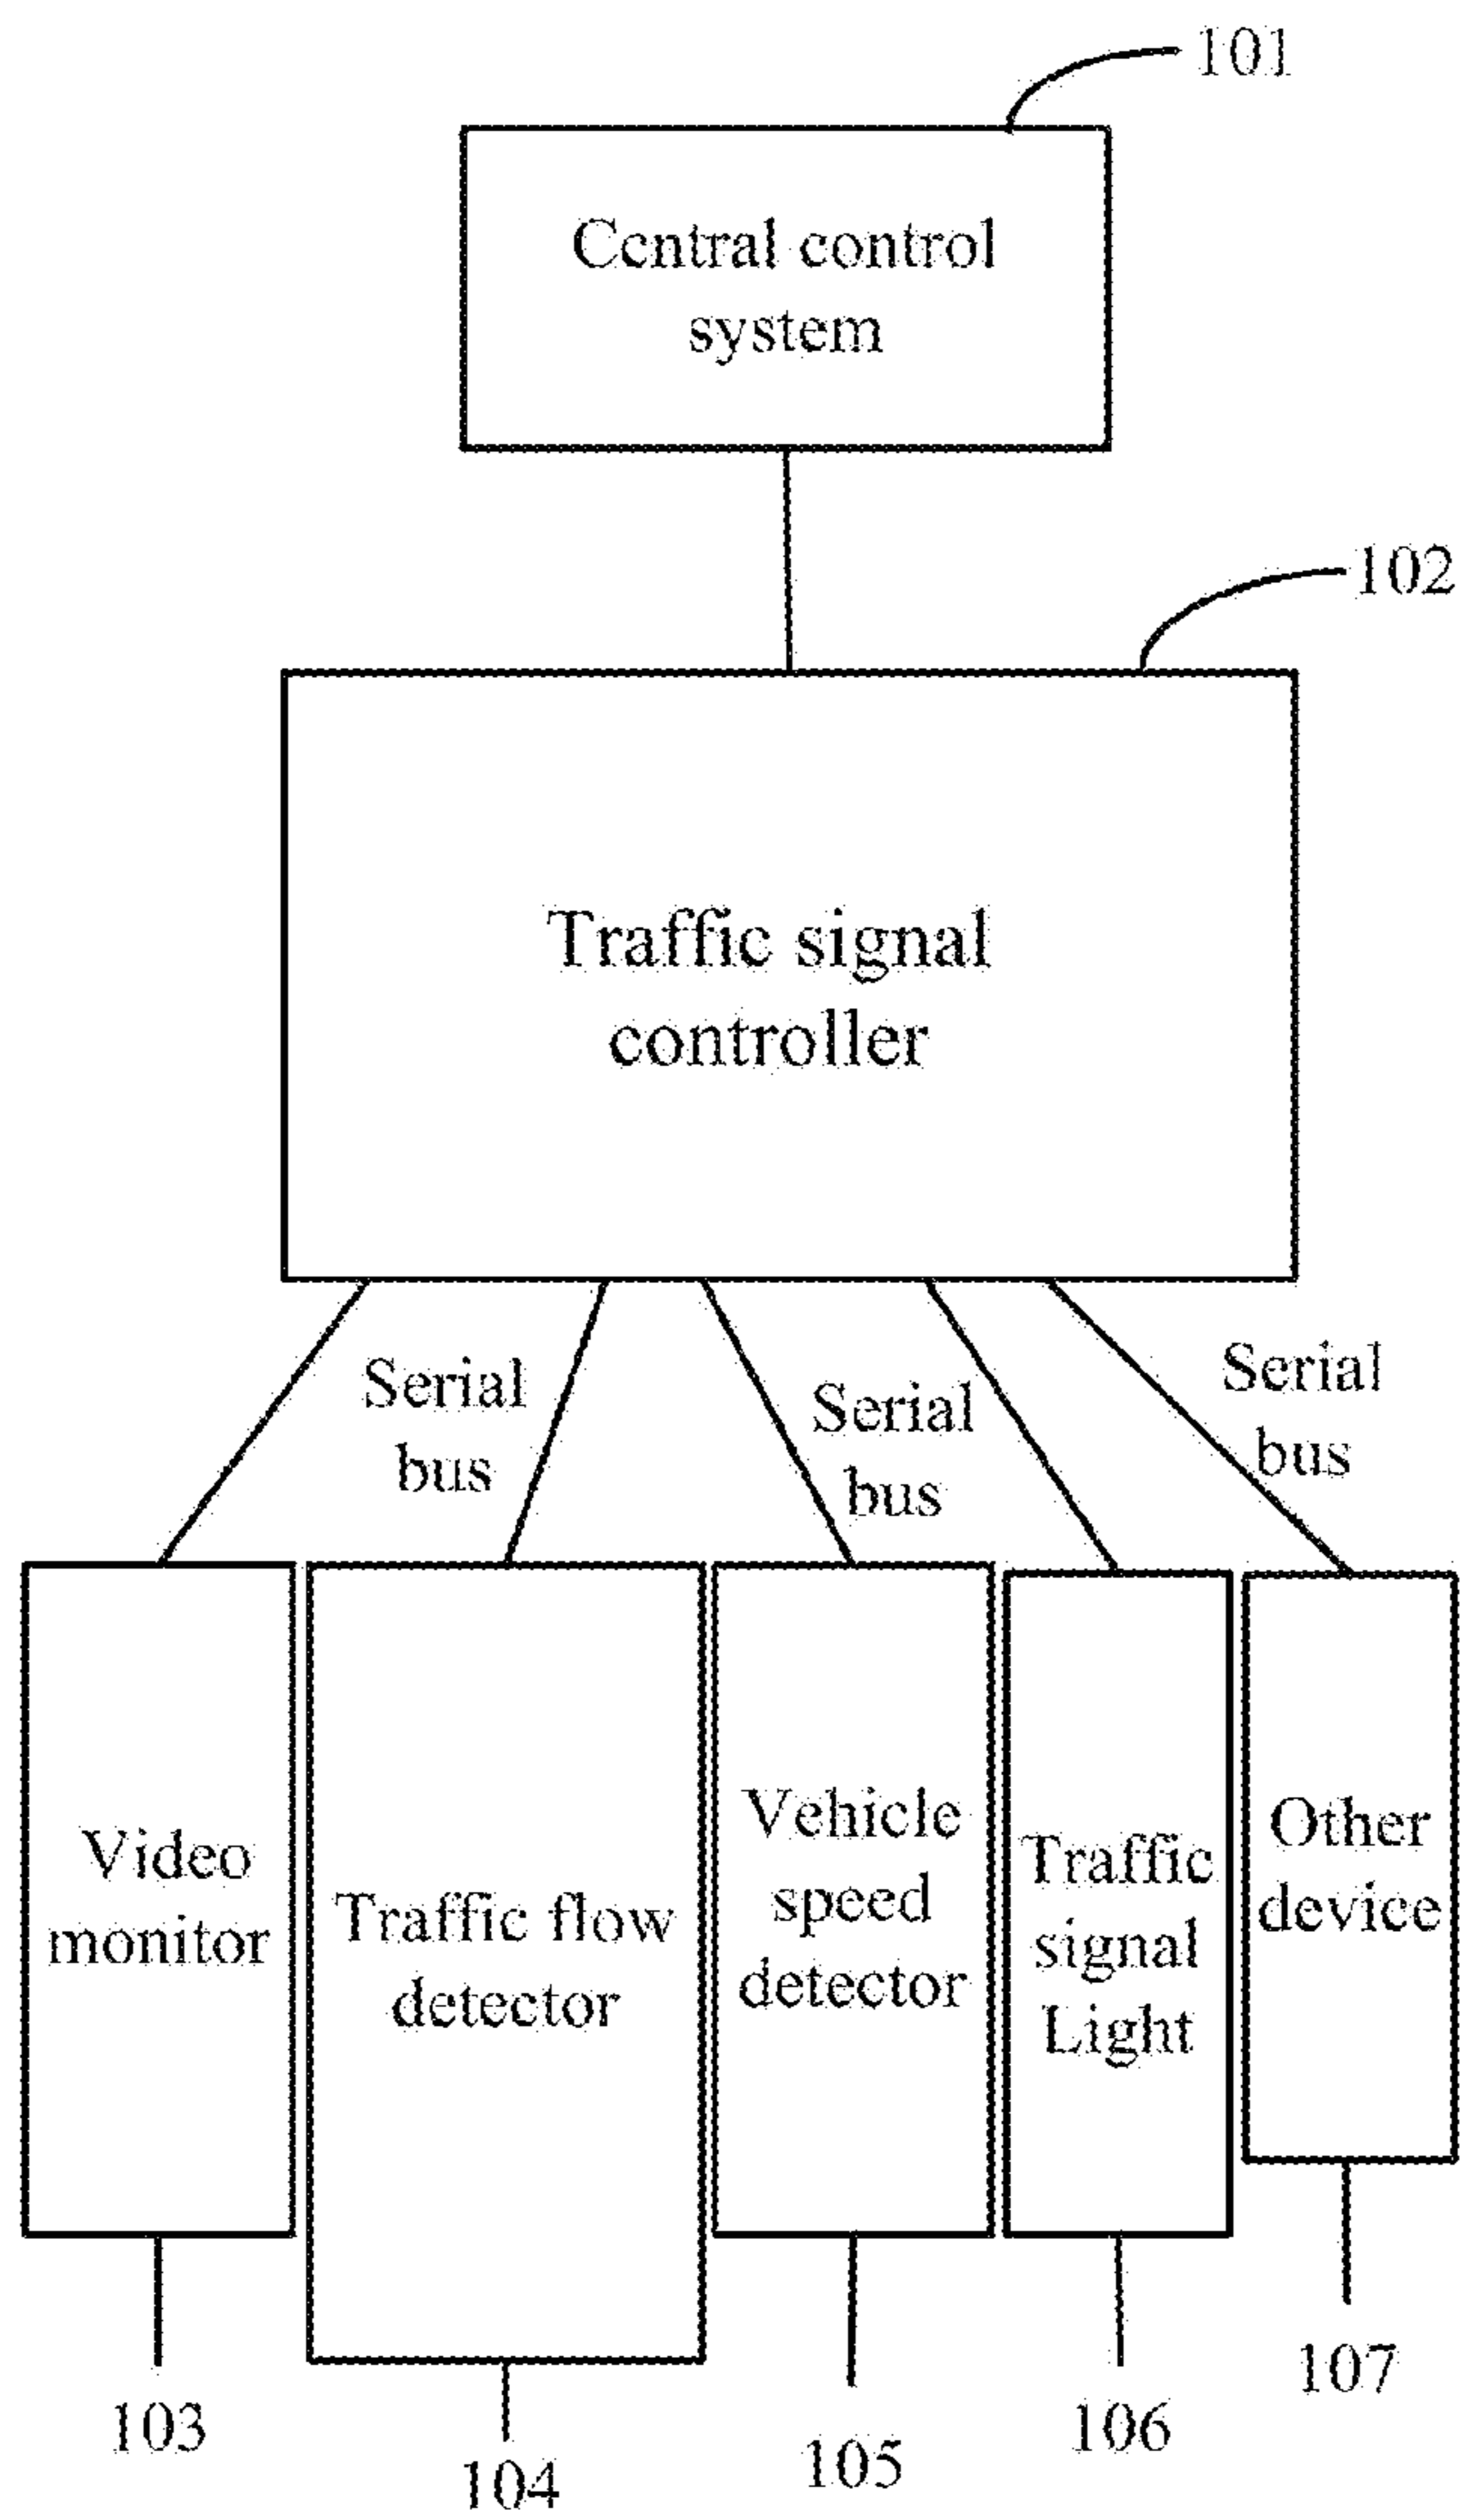 101
Central control
system
102
Traffic signal
controller
Serial
bus
Serial
bus
Serial
bus
Video
monitor
Traffic flow
detector
Vehicle
speed
detector
Traffic
signal
Light
Other
device
103
104
105
106
107